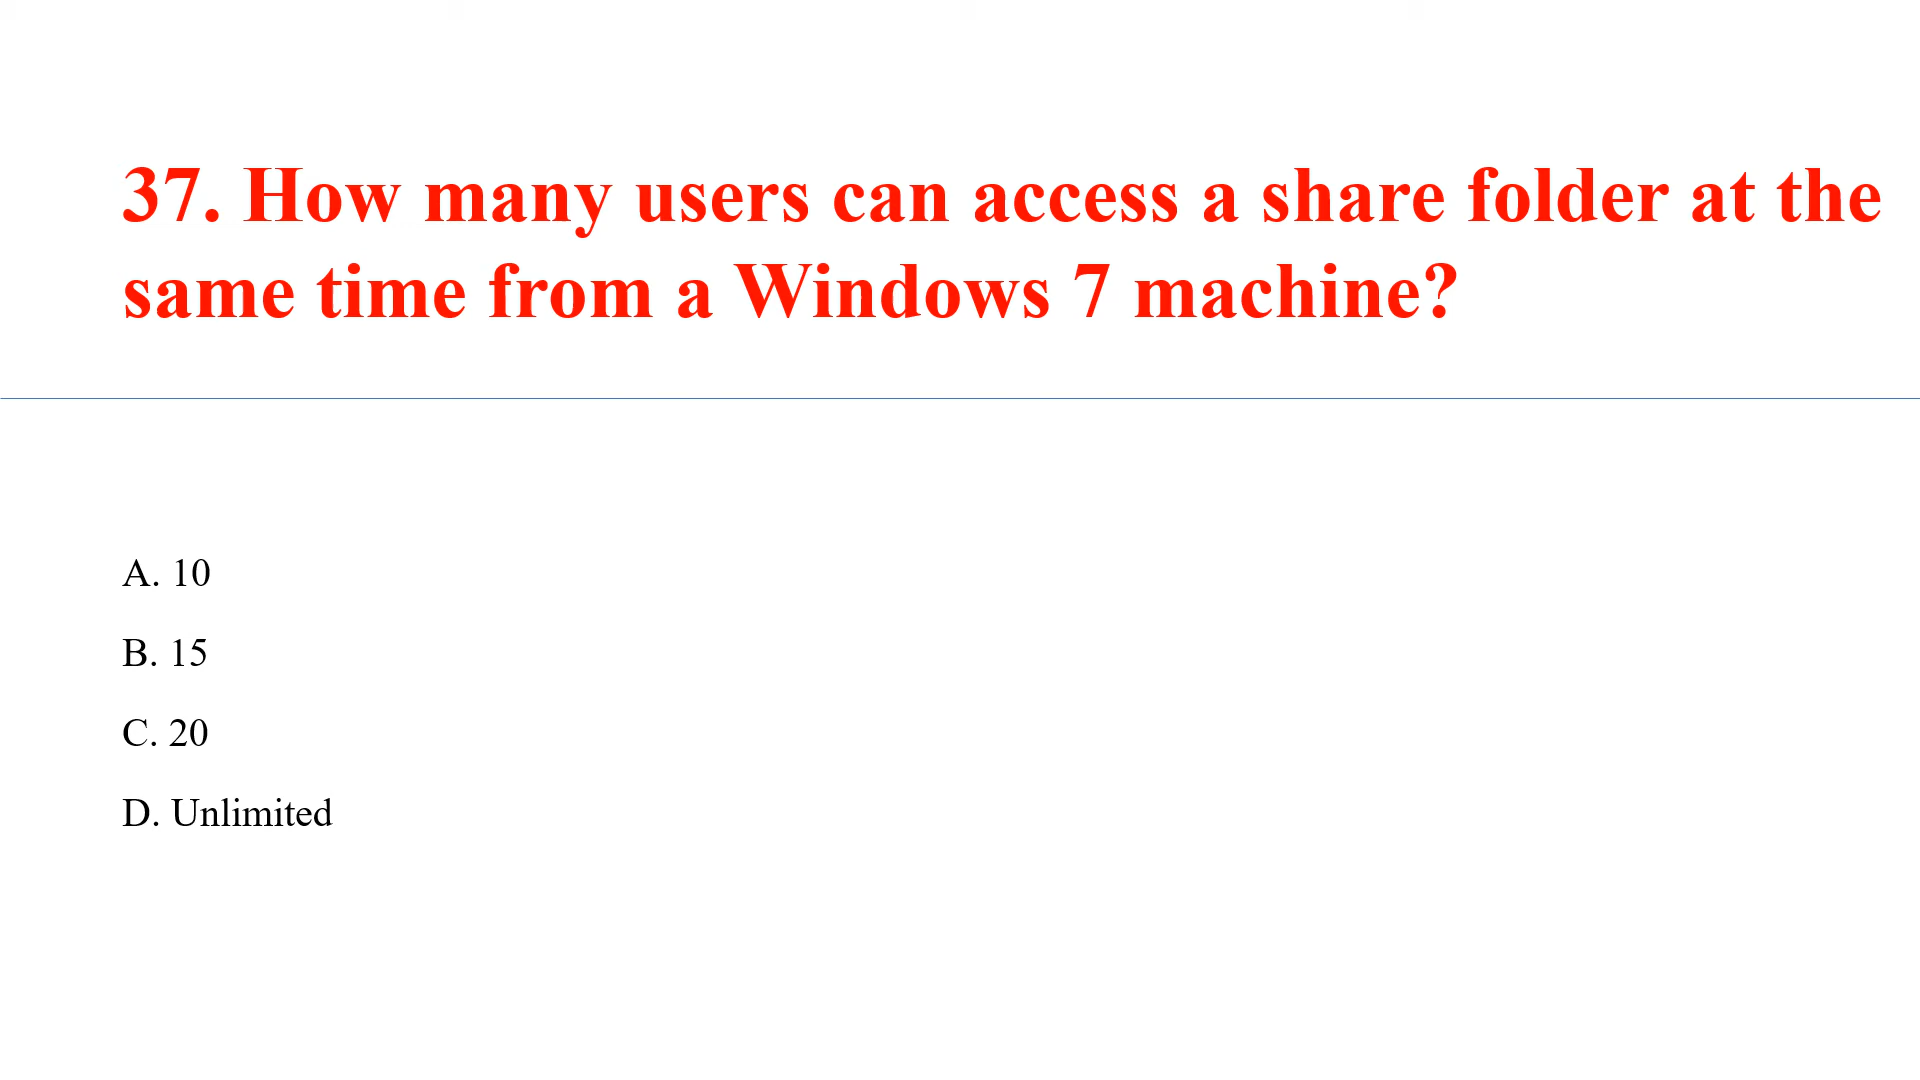 37. How many users can access a share folder at the
same time from a Windows 7 machine?
A. 10
B. 15
C. 20
D. Unlimited